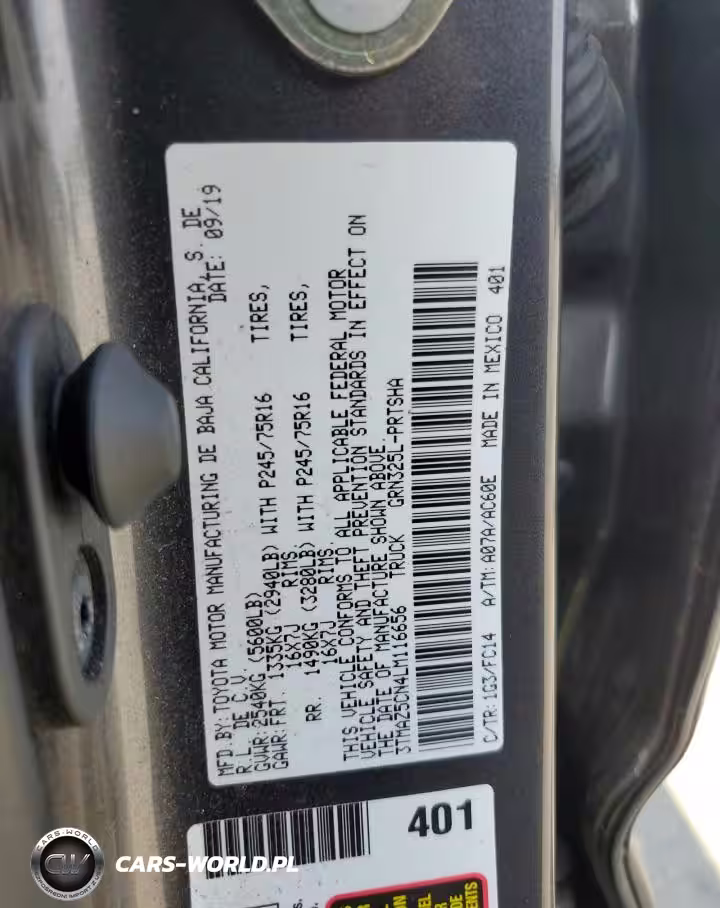 MFD.BY: TOYOTA MOTOR MANUFACTURING DE BAJA CALIFORNIA, S. DE
R.L. DE C.V. DATE: 09/19
GVWR: 2540KG (5600LB)
GAWR: FRT. 1335KG (2940LB) WITH P245/75R16 TIRES,
16X7J RIMS
RR. 1490KG (3280LB) WITH P245/75R16 TIRES,
16X7J RIMS
THIS VEHICLE CONFORMS TO ALL APPLICABLE FEDERAL MOTOR
VEHICLE SAFETY AND THEFT PREVENTION STANDARDS IN EFFECT ON
THE DATE OF MANUFACTURE SHOWN ABOVE.
3TMAZ5CN4LM116656 TRUCK GRN325L-PRTSHA
C/TR: 1G3/FC14 A/TM: A07A/AC60E MADE IN MEXICO 401
401
CARS-WORLD
CW
CARS-WORLD.PL